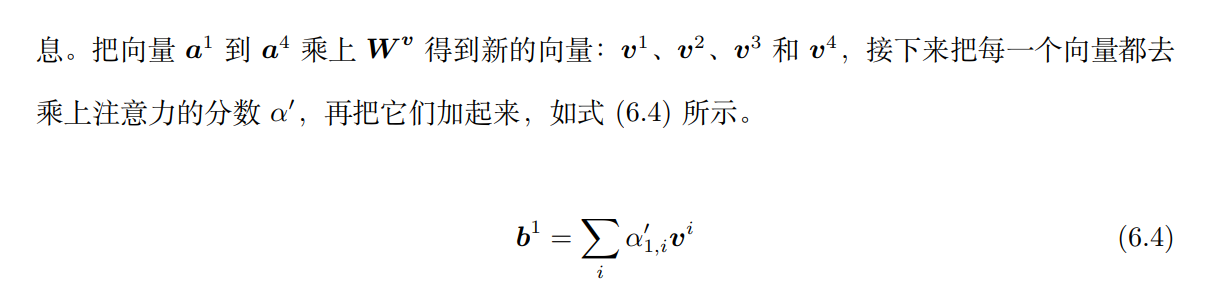 息。把向量 a¹ 到 a⁴ 乘上 Wᵛ 得到新的向量：v¹、v²、v³ 和 v⁴，接下来把每一个向量都去
乘上注意力的分数 α′，再把它们加起来，如式 (6.4) 所示。
b¹ = ∑ᵢ α′₁,ᵢvⁱ (6.4)